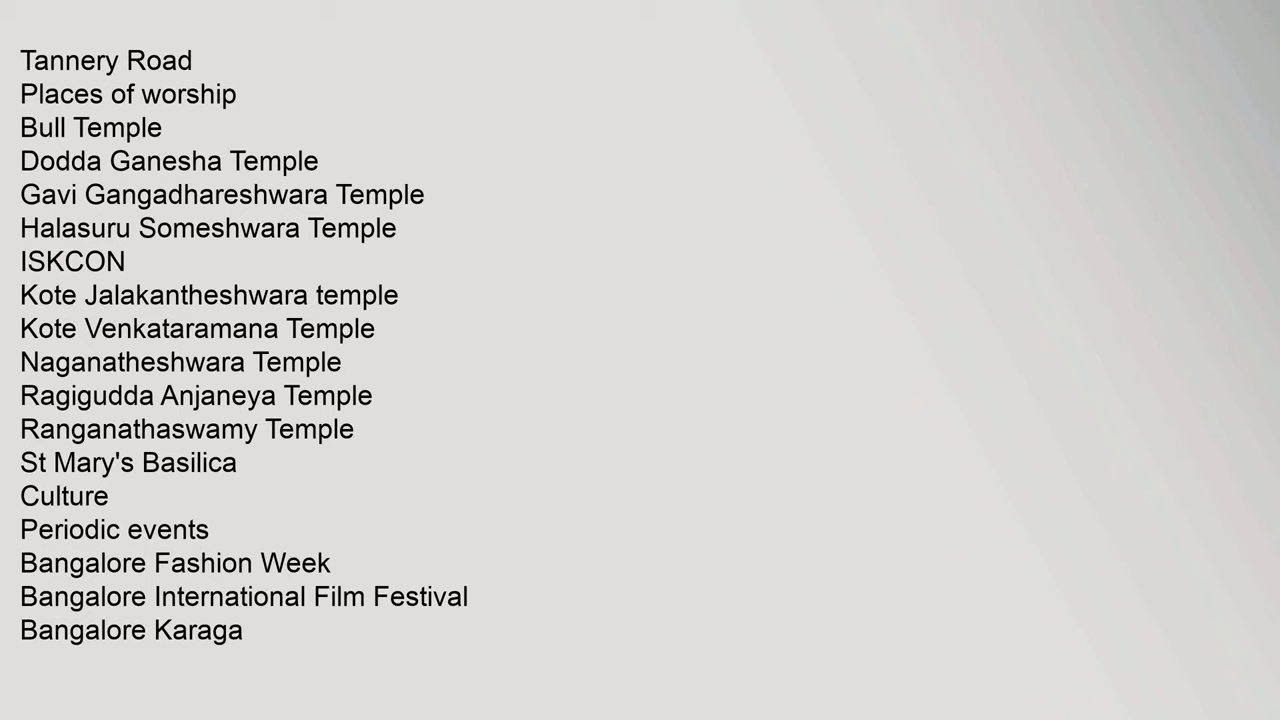 Tannery Road
Places of worship
Bull Temple
Dodda Ganesha Temple
Gavi Gangadhareshwara Temple
Halasuru Someshwara Temple
ISKCON
Kote Jalakantheshwara temple
Kote Venkataramana Temple
Naganatheshwara Temple
Ragigudda Anjaneya Temple
Ranganathaswamy Temple
St Mary's Basilica
Culture
Periodic events
Bangalore Fashion Week
Bangalore International Film Festival
Bangalore Karaga